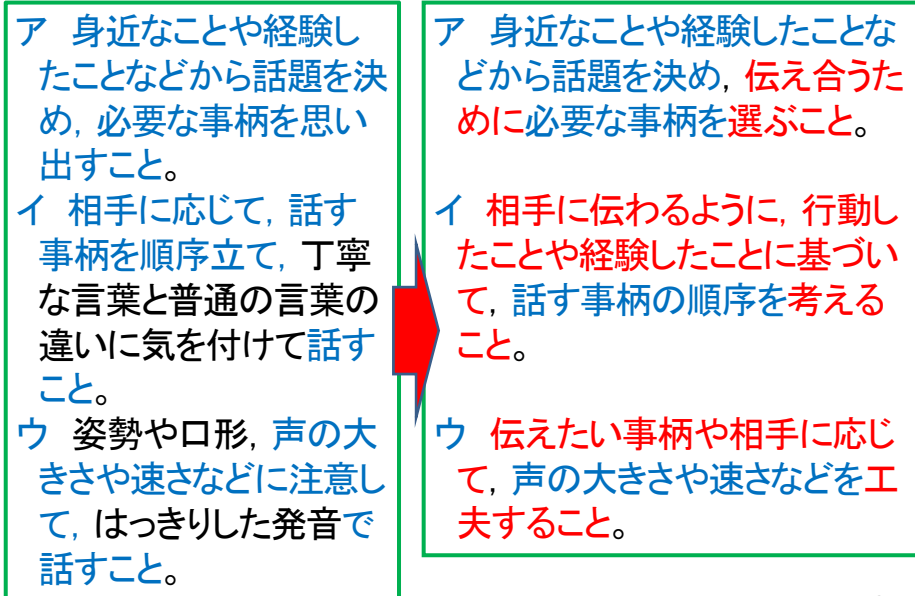 ア　身近なことや経験し
たことなどから話題を決
め，必要な事柄を思い
出すこと。
イ　相手に応じて，話す
事柄を順序立て，丁寧
な言葉と普通の言葉の
違いに気を付けて話す
こと。
ウ　姿勢や口形，声の大
きさや速さなどに注意し
て，はっきりした発音で
話すこと。
ア　身近なことや経験したことな
どから話題を決め，伝え合うた
めに必要な事柄を選ぶこと。
イ　相手に伝わるように，行動し
たことや経験したことに基づい
て，話す事柄の順序を考える
こと。
ウ　伝えたい事柄や相手に応じ
て，声の大きさや速さなどを工
夫すること。